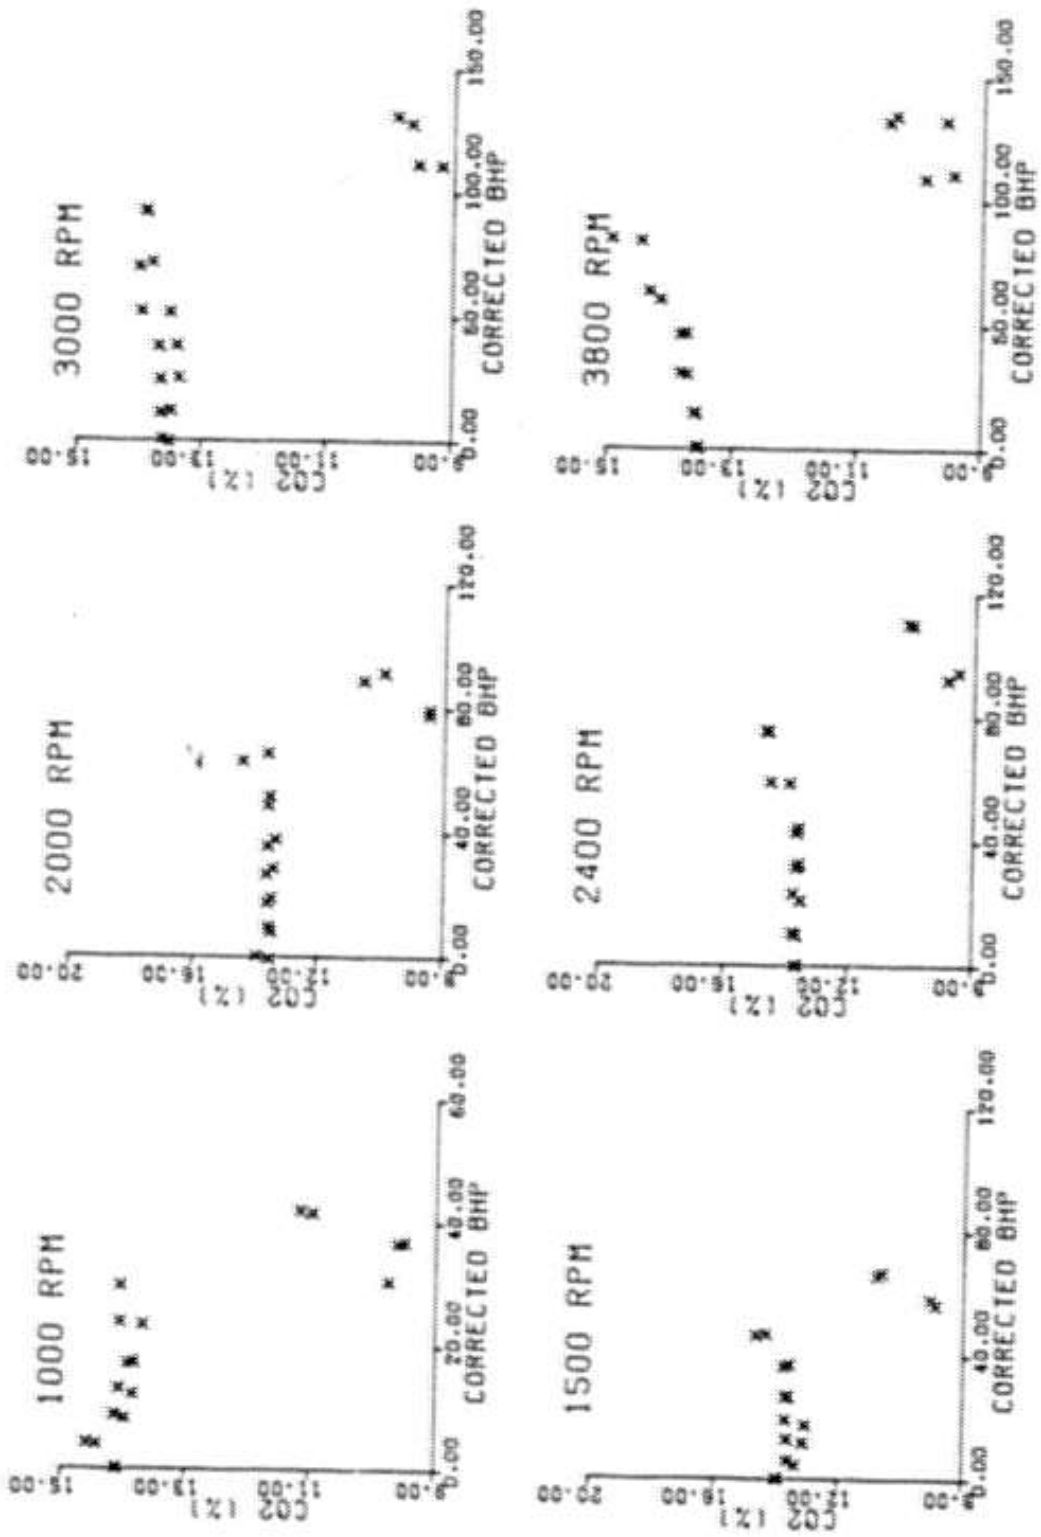 1000 RPM
15.00
13.00
11.00
9.00
CO2 (%)
0.00 20.00 40.00 60.00
CORRECTED BHP
2000 RPM
20.00
16.00
12.00
8.00
CO2 (%)
0.00 40.00 80.00 120.00
CORRECTED BHP
3000 RPM
15.00
13.00
11.00
9.00
CO2 (%)
0.00 50.00 100.00 150.00
CORRECTED BHP
1500 RPM
20.00
16.00
12.00
8.00
CO2 (%)
0.00 40.00 80.00 120.00
CORRECTED BHP
2400 RPM
20.00
16.00
12.00
8.00
CO2 (%)
0.00 40.00 80.00 120.00
CORRECTED BHP
3800 RPM
15.00
13.00
11.00
9.00
CO2 (%)
0.00 50.00 100.00 150.00
CORRECTED BHP